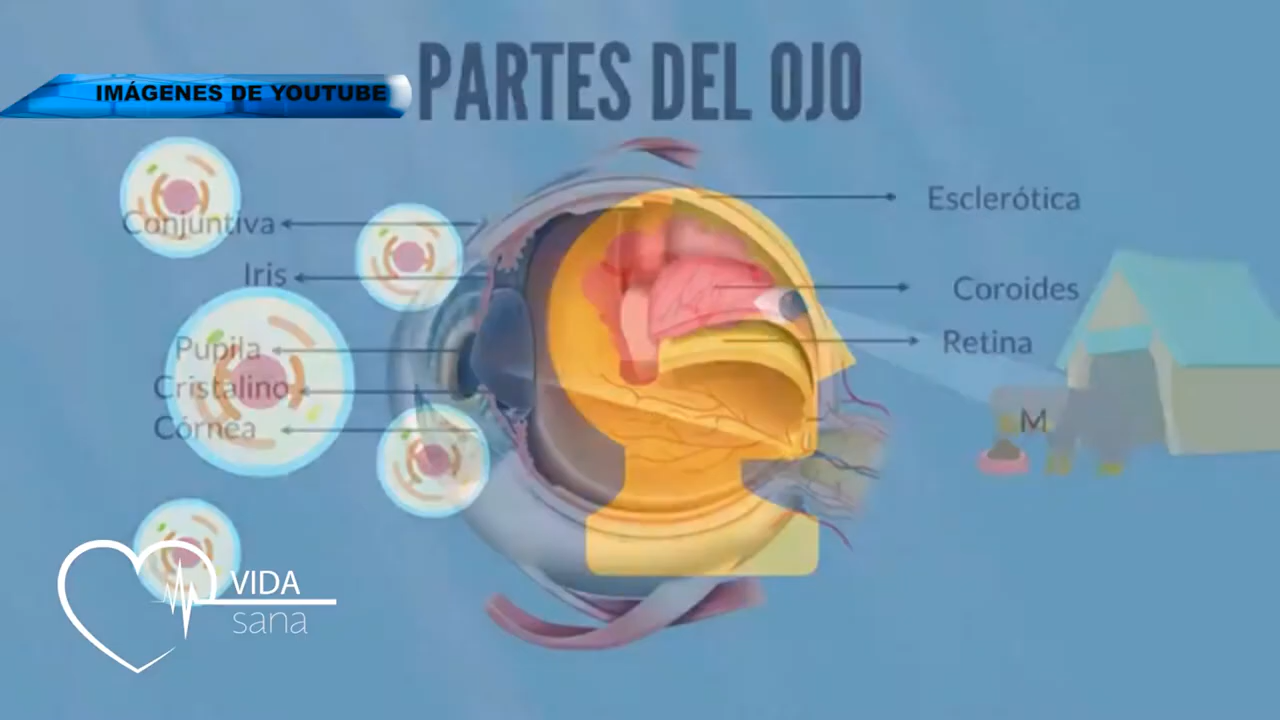 PARTES DEL OJO
IMÁGENES DE YOUTUBE
Conjuntiva
Iris
Pupila
Cristalino
Córnea
Esclerótica
Coroides
Retina
M
VIDA
sana